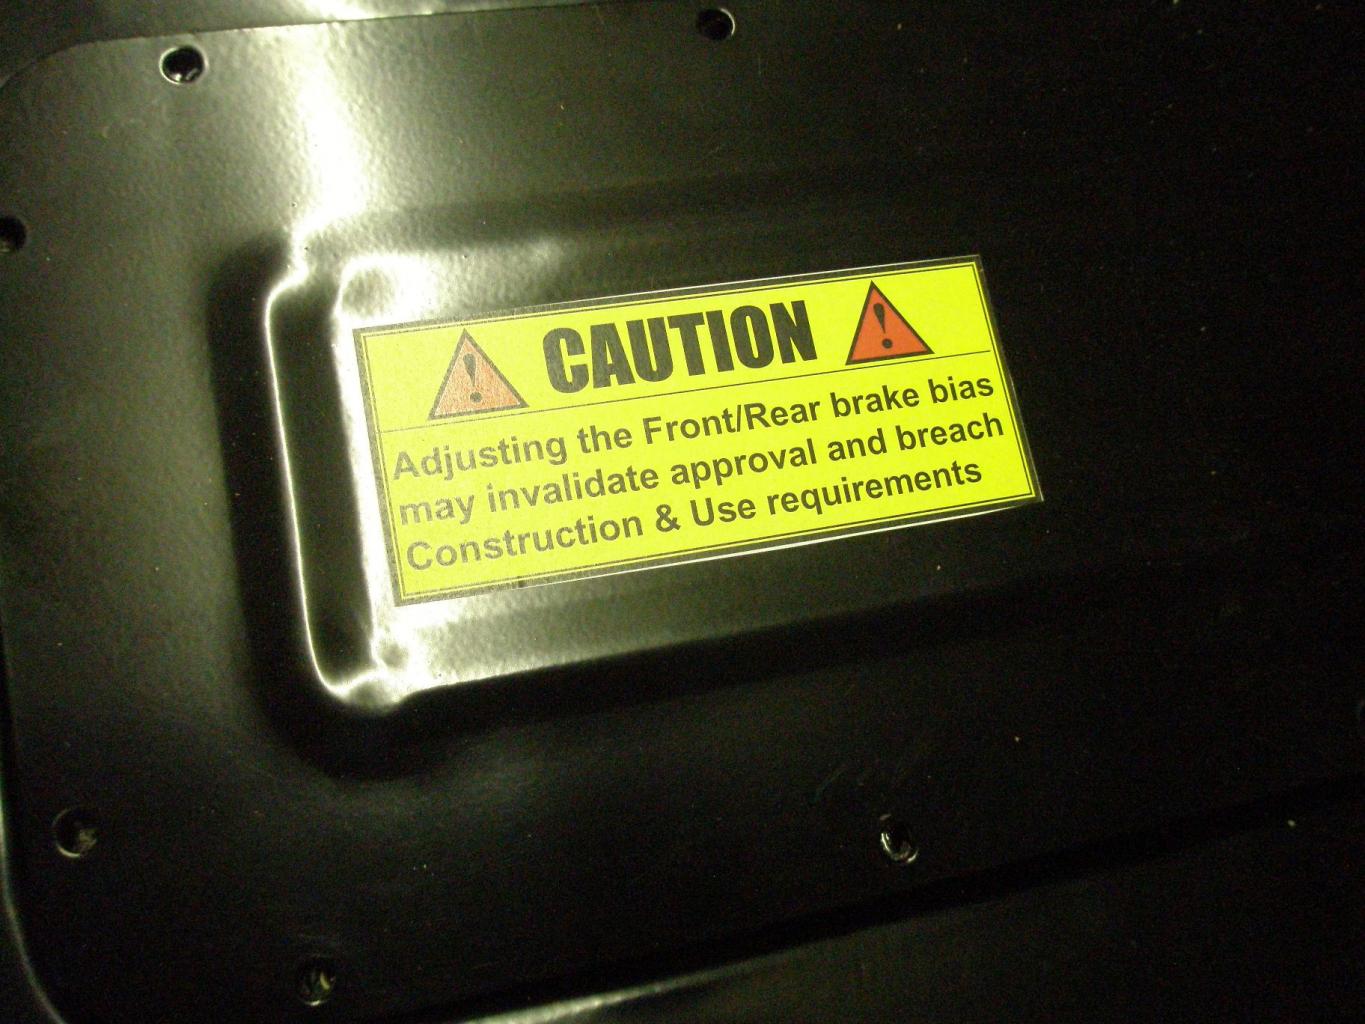 CAUTION
Adjusting the Front/Rear brake bias
may invalidate approval and breach
Construction & Use requirements